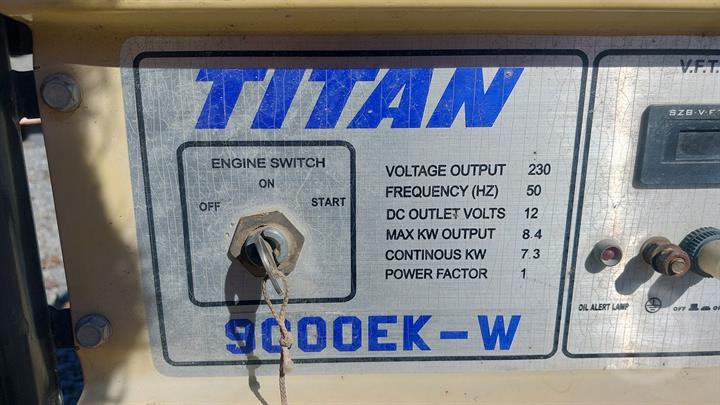 TITAN
ENGINE SWITCH
ON
OFF
START
VOLTAGE OUTPUT 230
FREQUENCY (HZ) 50
DC OUTLET VOLTS 12
MAX KW OUTPUT 8.4
CONTINOUS KW 7.3
POWER FACTOR 1
9000EK-W
V.F.T.
SZB-V·F
OIL ALERT LAMP
OFF